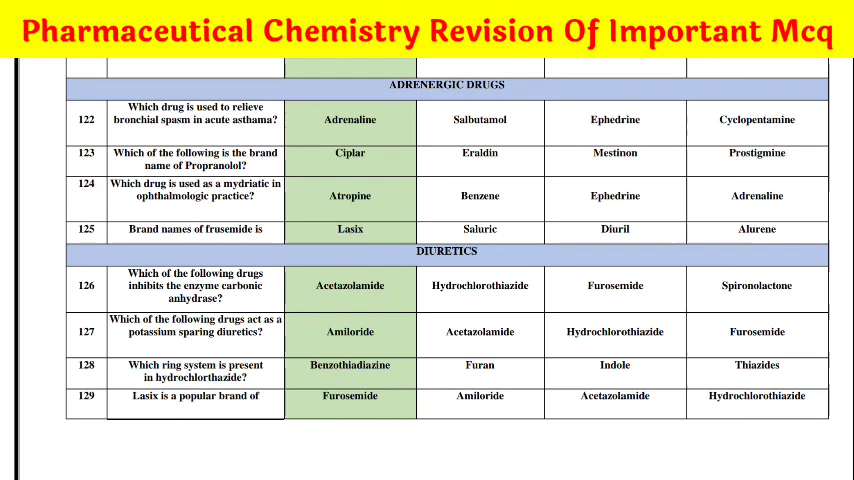 Pharmaceutical Chemistry Revision Of Important Mcq
ADRENERGIC DRUGS
122 Which drug is used to relieve bronchial spasm in acute asthma? Adrenaline Salbutamol Ephedrine Cyclopentamine
123 Which of the following is the brand name of Propranolol? Ciplar Eraldin Mestinon Prostigmine
124 Which drug is used as a mydriatic in ophthalmologic practice? Atropine Benzene Ephedrine Adrenaline
125 Brand names of frusemide is Lasix Saluric Diuril Alurene
DIURETICS
126 Which of the following drugs inhibits the enzyme carbonic anhydrase? Acetazolamide Hydrochlorothiazide Furosemide Spironolactone
127 Which of the following drugs act as a potassium sparing diuretics? Amiloride Acetazolamide Hydrochlorothiazide Furosemide
128 Which ring system is present in hydrochlorthazide? Benzothiadiazine Furan Indole Thiazides
129 Lasix is a popular brand of Furosemide Amiloride Acetazolamide Hydrochlorothiazide